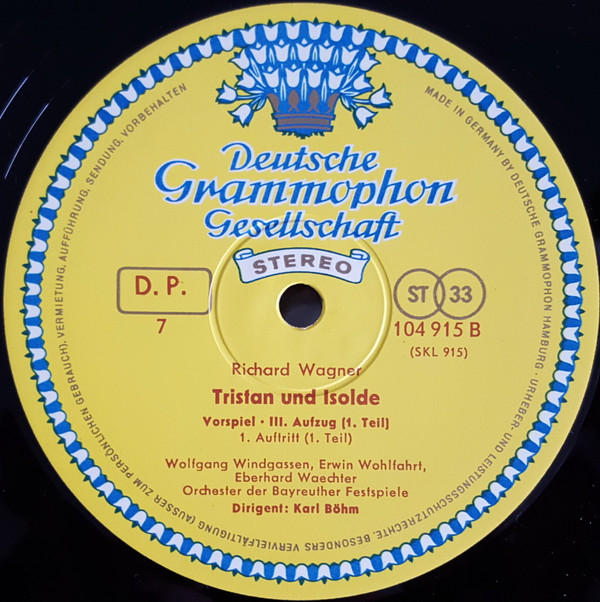 Deutsche
Grammophon
Gesellschaft
STEREO
D. P.
7
ST 33
104 915 B
(SKL 915)
Richard Wagner
Tristan und Isolde
Vorspiel · III. Aufzug (1. Teil)
1. Auftritt (1. Teil)
Wolfgang Windgassen, Erwin Wohlfahrt,
Eberhard Waechter
Orchester der Bayreuther Festspiele
Dirigent: Karl Böhm
MADE IN GERMANY BY DEUTSCHE GRAMMOPHON HAMBURG · URHEBER- UND LEISTUNGSSCHUTZRECHTE, BESONDERS VERVIELFÄLTIGUNG (AUSSER ZUM PERSÖNLICHEN GEBRAUCH), VERMIETUNG, AUFFÜHRUNG, SENDUNG, VORBEHALTEN